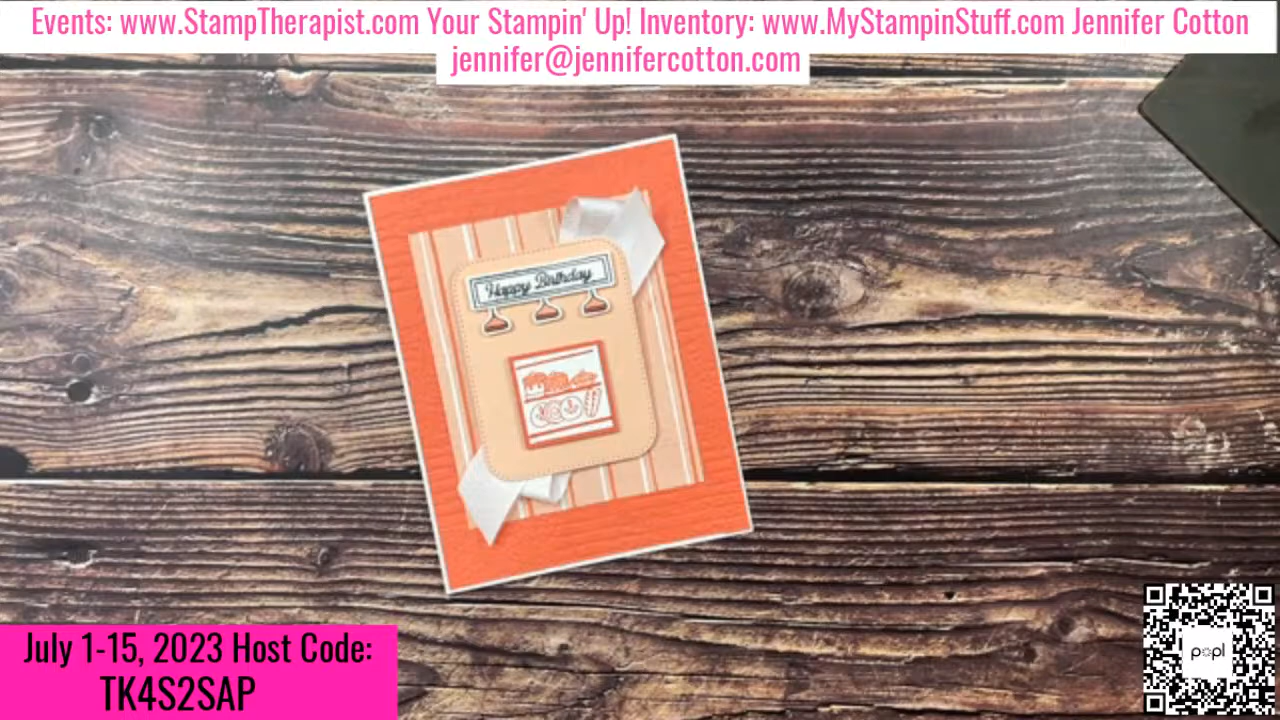 Events: www.StampTherapist.com Your Stampin' Up! Inventory: www.MyStampinStuff.com Jennifer Cotton
jennifer@jennifercotton.com
Happy Birthday
July 1-15, 2023 Host Code:
TK4S2SAP
popl